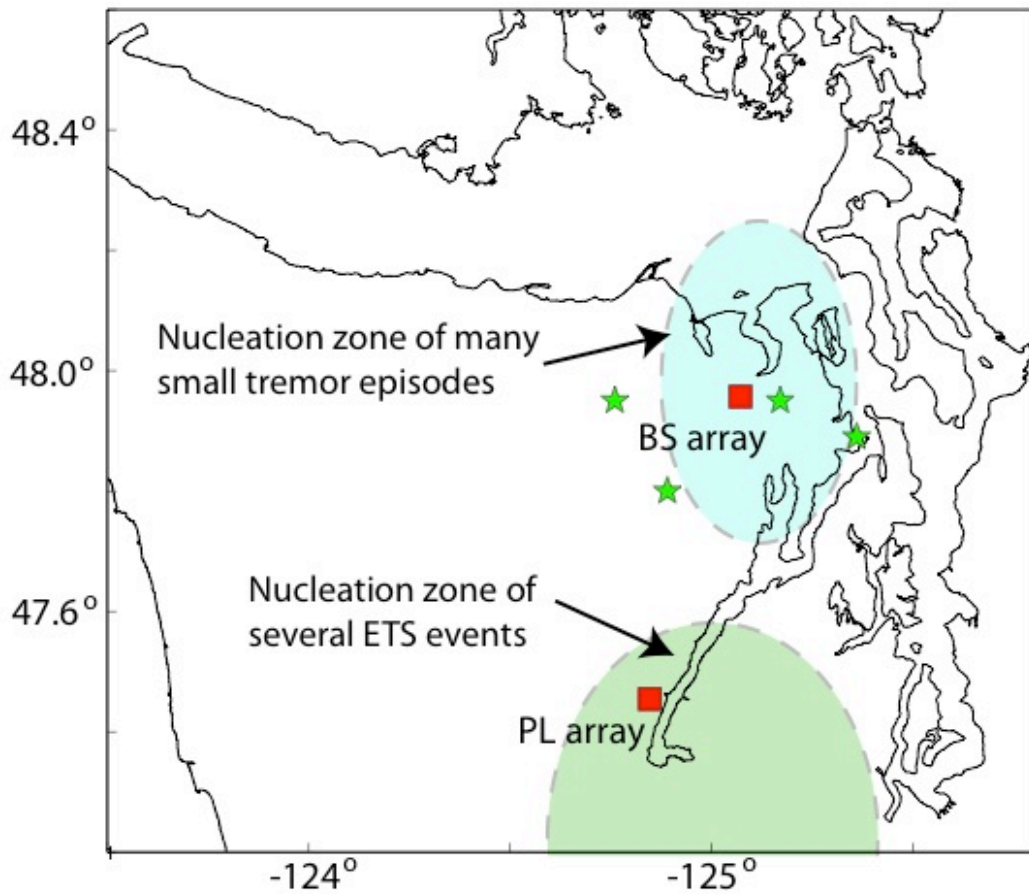 48.4°
Nucleation zone of many
small tremor episodes
48.0°
BS array
Nucleation zone of
several ETS events
47.6°
PL array
-124°
-125°